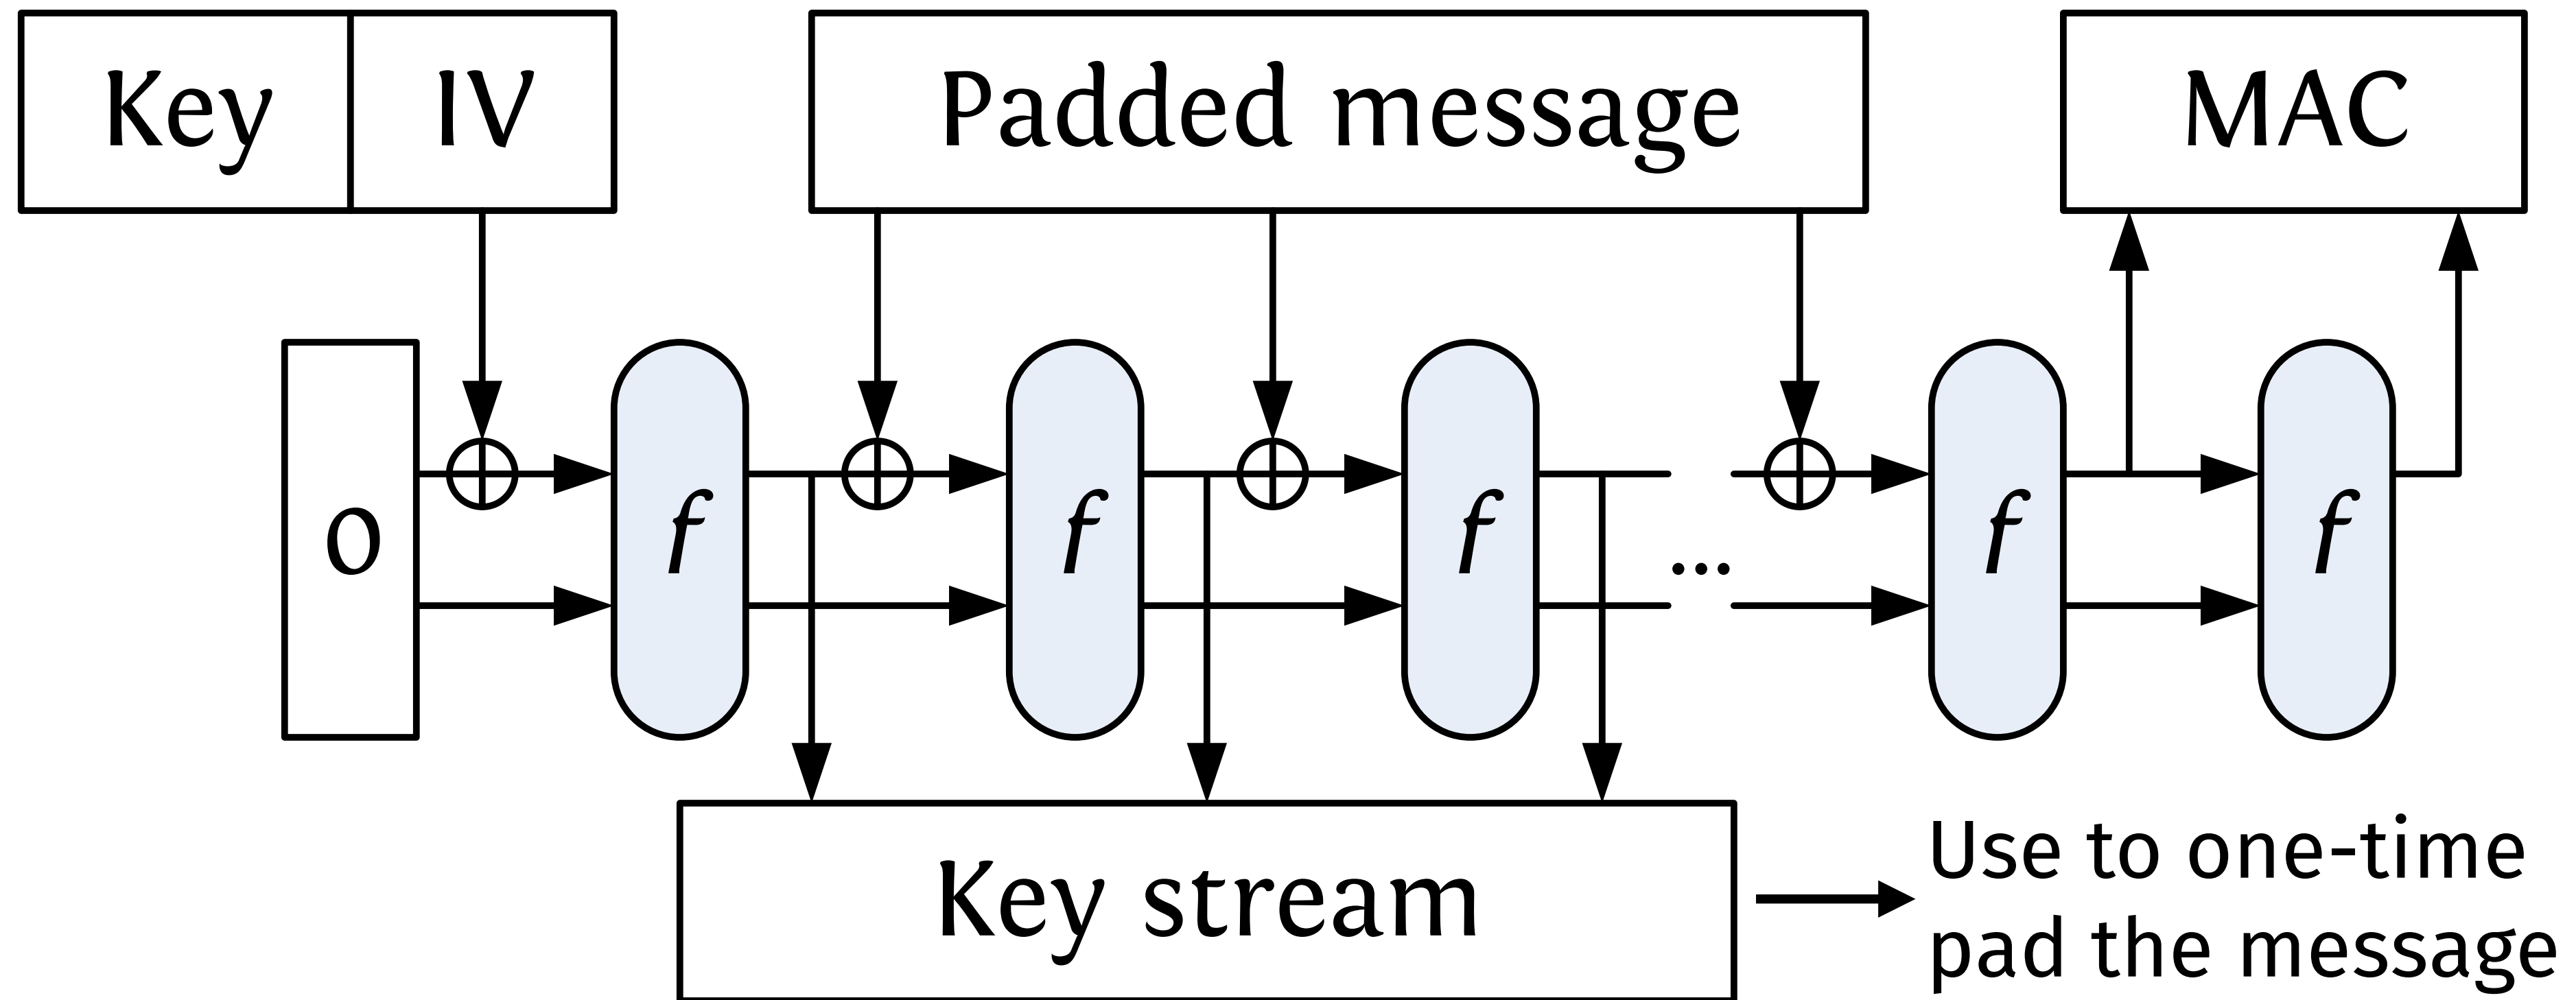 Key
IV
Padded message
MAC
0
f
f
f
...
f
f
Key stream
Use to one-time
pad the message